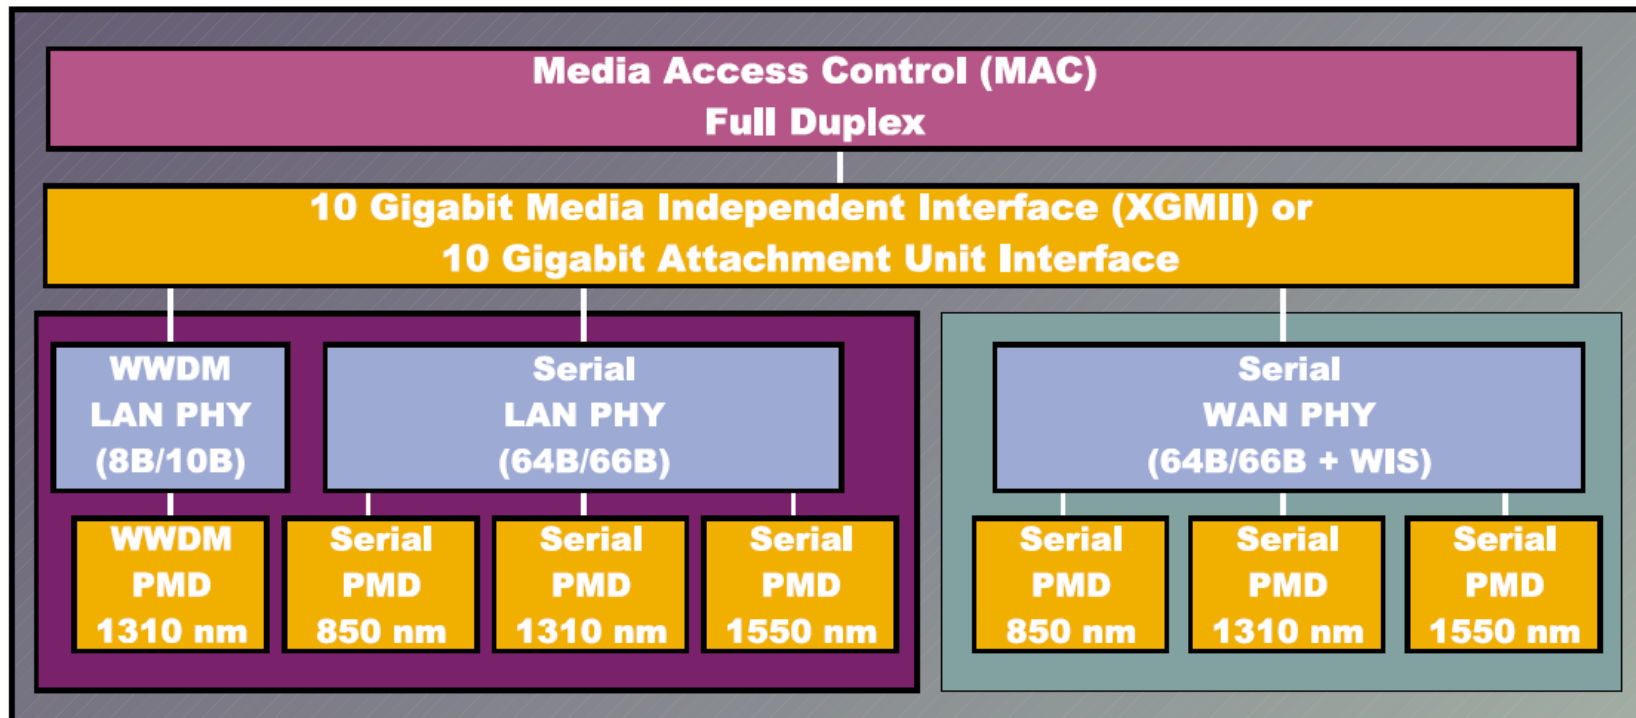 Media Access Control (MAC)
Full Duplex
10 Gigabit Media Independent Interface (XGMII) or
10 Gigabit Attachment Unit Interface
WWDM
LAN PHY
(8B/10B)
Serial
LAN PHY
(64B/66B)
Serial
WAN PHY
(64B/66B + WIS)
WWDM
PMD
1310 nm
Serial
PMD
850 nm
Serial
PMD
1310 nm
Serial
PMD
1550 nm
Serial
PMD
850 nm
Serial
PMD
1310 nm
Serial
PMD
1550 nm